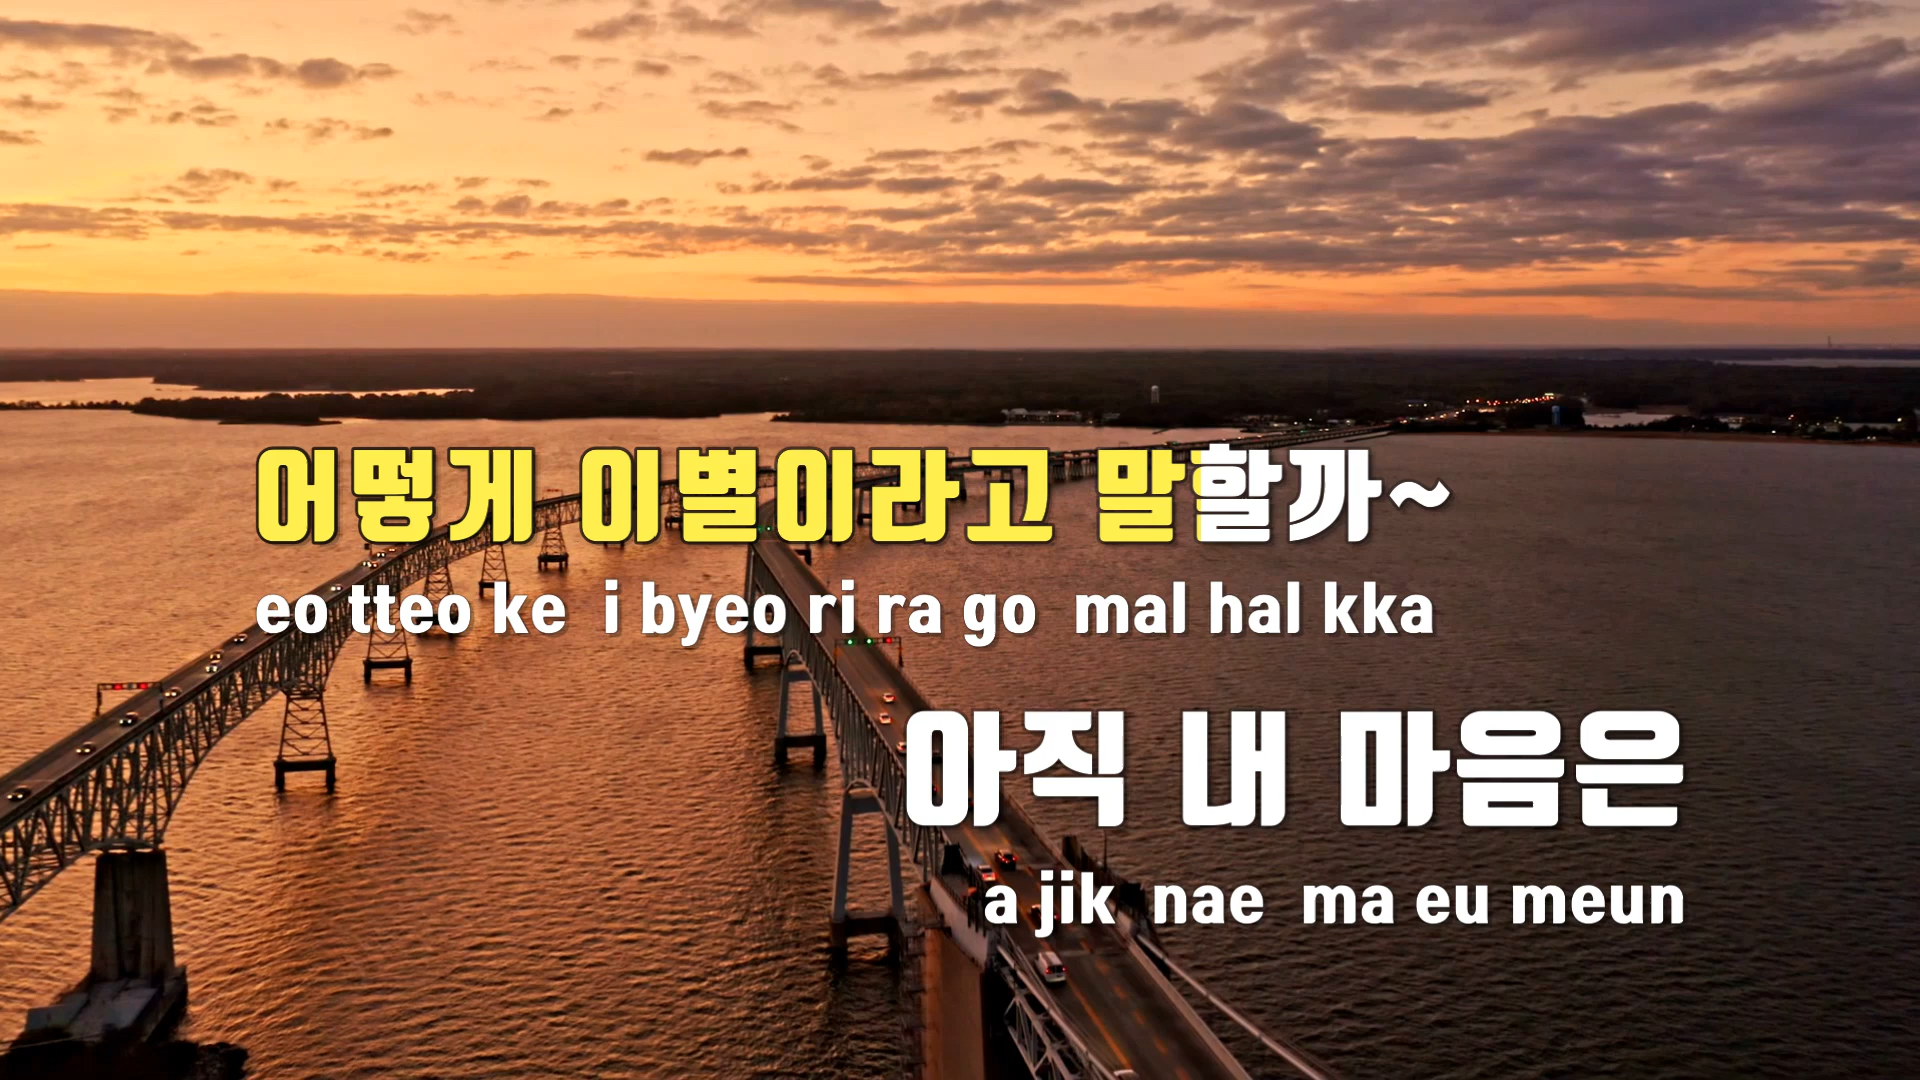 어떻게 이별이라고 말할까~
eo tteo ke i byeo ri ra go mal hal kka
아직 내 마음은
a jik nae ma eu meun